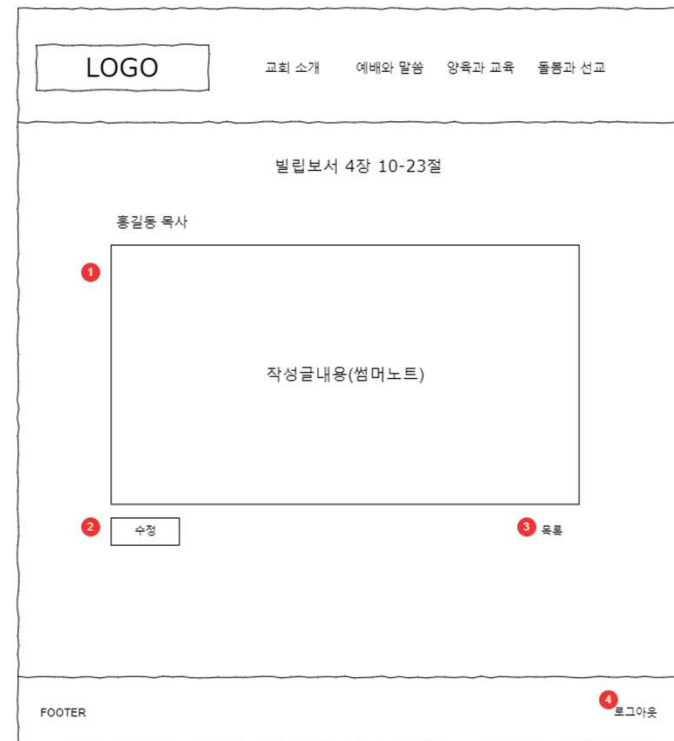 LOGO
교회 소개 예배와 말씀 양육과 교육 돌봄과 선교
빌립보서 4장 10-23절
홍길동 목사
1
작성글내용(썸머노트)
2 수정 3 목록
4
FOOTER 로그아웃